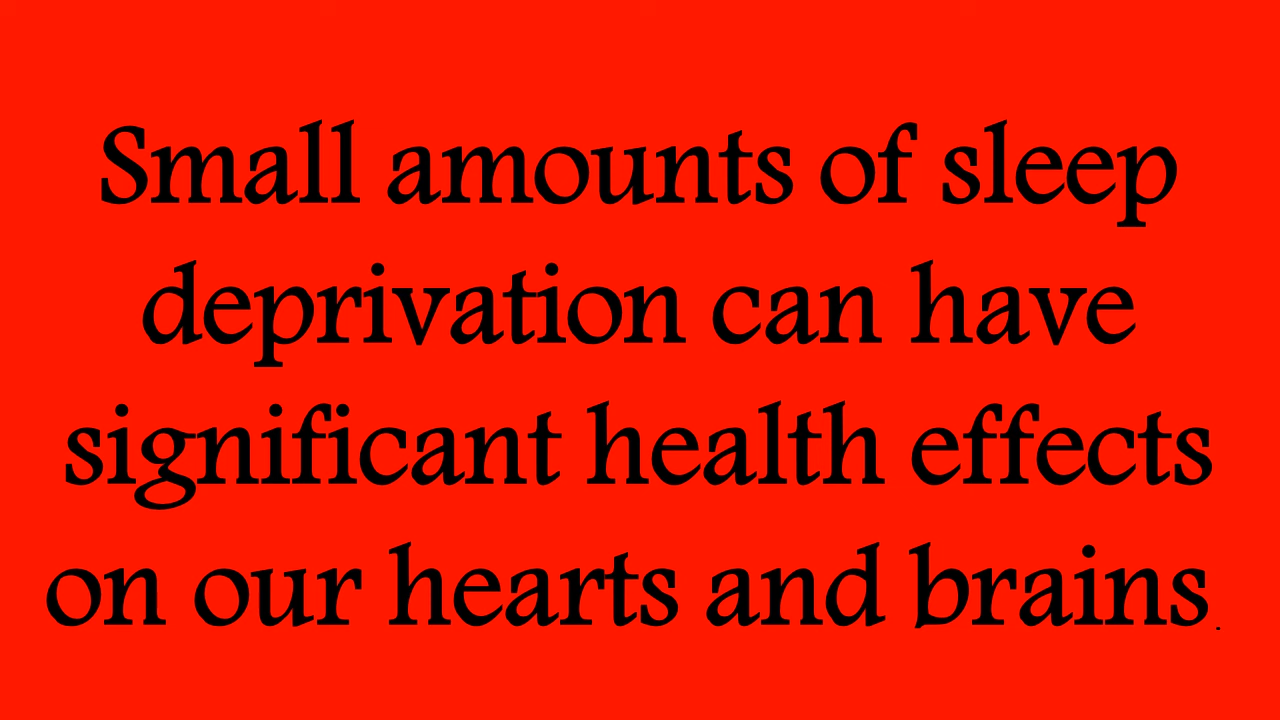 Small amounts of sleep
deprivation can have
significant health effects
on our hearts and brains.